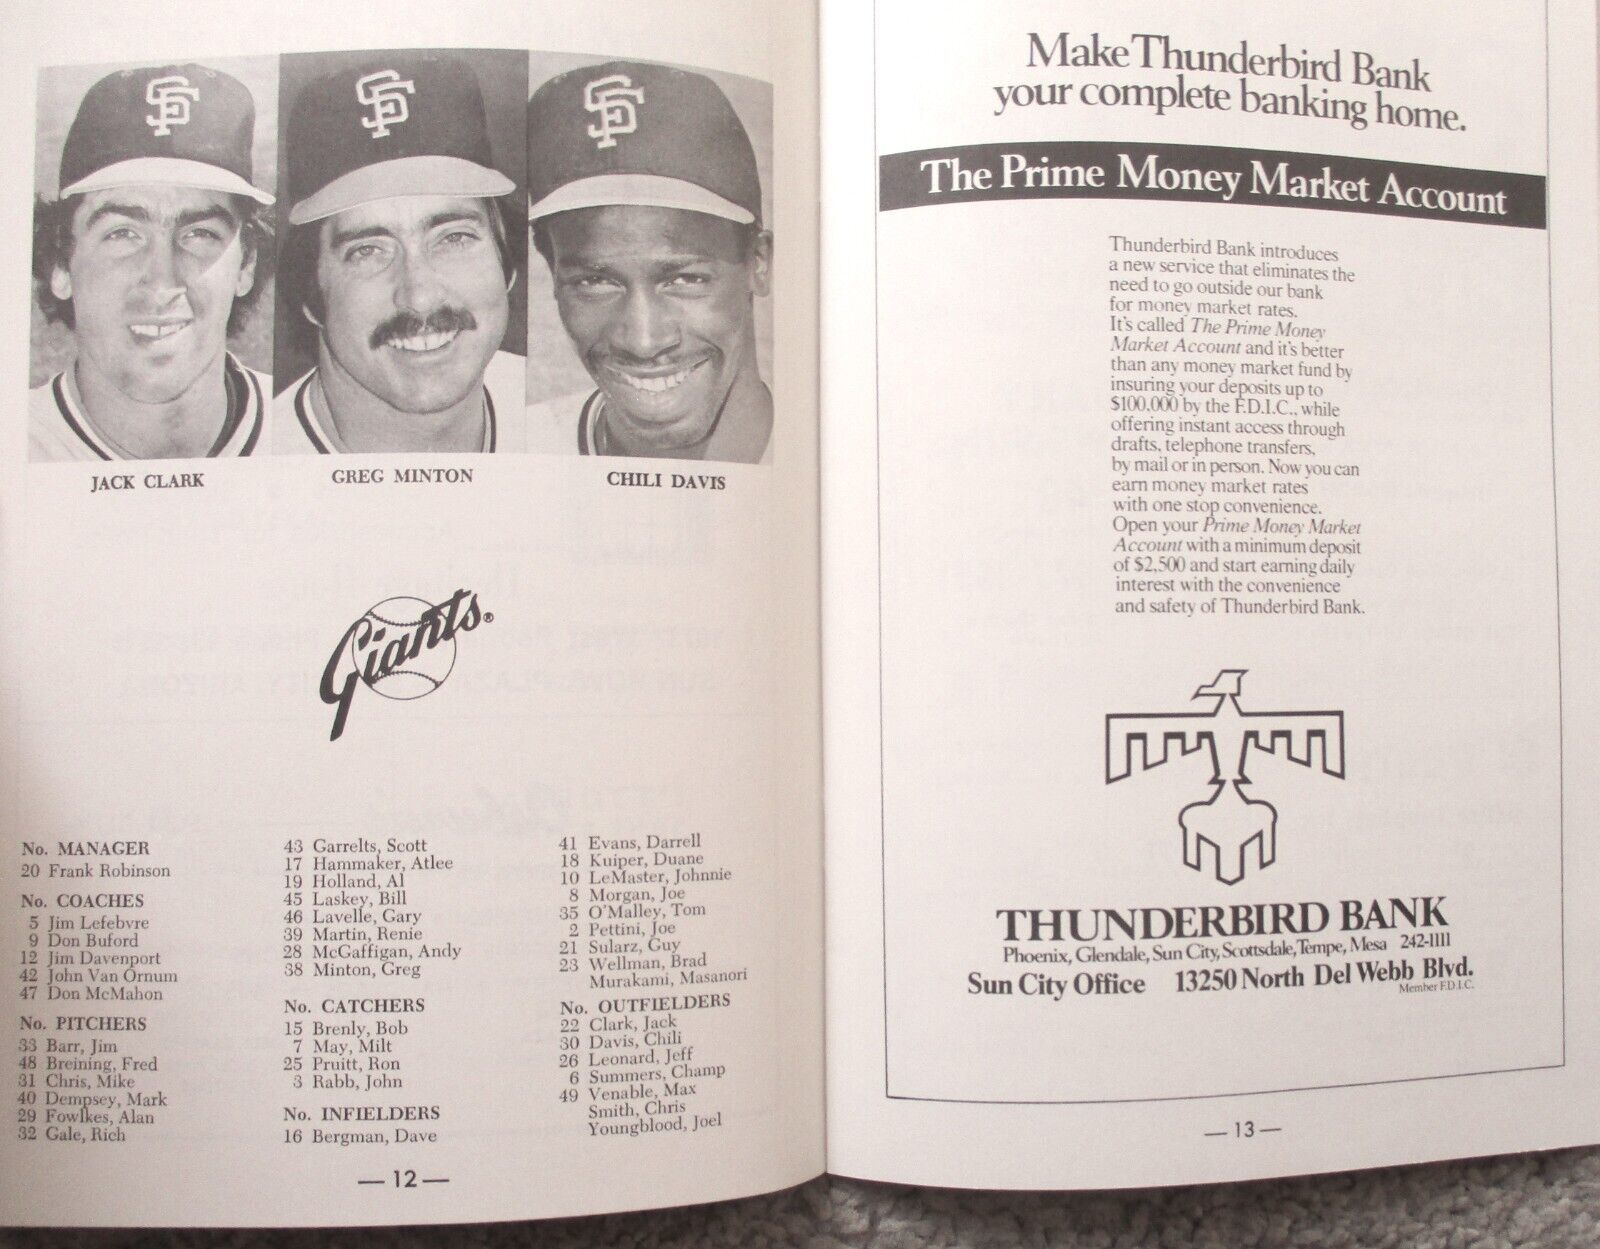 SF
SF
SF
JACK CLARK
GREG MINTON
CHILI DAVIS
Giants®
No. MANAGER
20 Frank Robinson
No. COACHES
5 Jim Lefebvre
9 Don Buford
12 Jim Davenport
42 John Van Ornum
47 Don McMahon
No. PITCHERS
33 Barr, Jim
48 Breining, Fred
31 Chris, Mike
40 Dempsey, Mark
29 Fowlkes, Alan
32 Gale, Rich
43 Garrelts, Scott
17 Hammaker, Atlee
19 Holland, Al
45 Laskey, Bill
46 Lavelle, Gary
39 Martin, Renie
28 McGaffigan, Andy
38 Minton, Greg
No. CATCHERS
15 Brenly, Bob
7 May, Milt
25 Pruitt, Ron
3 Rabb, John
No. INFIELDERS
16 Bergman, Dave
41 Evans, Darrell
18 Kuiper, Duane
10 LeMaster, Johnnie
8 Morgan, Joe
35 O'Malley, Tom
2 Pettini, Joe
21 Sularz, Guy
23 Wellman, Brad
Murakami, Masanori
No. OUTFIELDERS
22 Clark, Jack
30 Davis, Chili
26 Leonard, Jeff
6 Summers, Champ
49 Venable, Max
Smith, Chris
Youngblood, Joel
— 12 —
Make Thunderbird Bank
your complete banking home.
The Prime Money Market Account
Thunderbird Bank introduces
a new service that eliminates the
need to go outside our bank
for money market rates.
It's called The Prime Money
Market Account and it's better
than any money market fund by
insuring your deposits up to
$100,000 by the F.D.I.C., while
offering instant access through
drafts, telephone transfers,
by mail or in person. Now you can
earn money market rates
with one stop convenience.
Open your Prime Money Market
Account with a minimum deposit
of $2,500 and start earning daily
interest with the convenience
and safety of Thunderbird Bank.
THUNDERBIRD BANK
Phoenix, Glendale, Sun City, Scottsdale, Tempe, Mesa 242-1111
Sun City Office 13250 North Del Webb Blvd.
Member F.D.I.C.
— 13 —